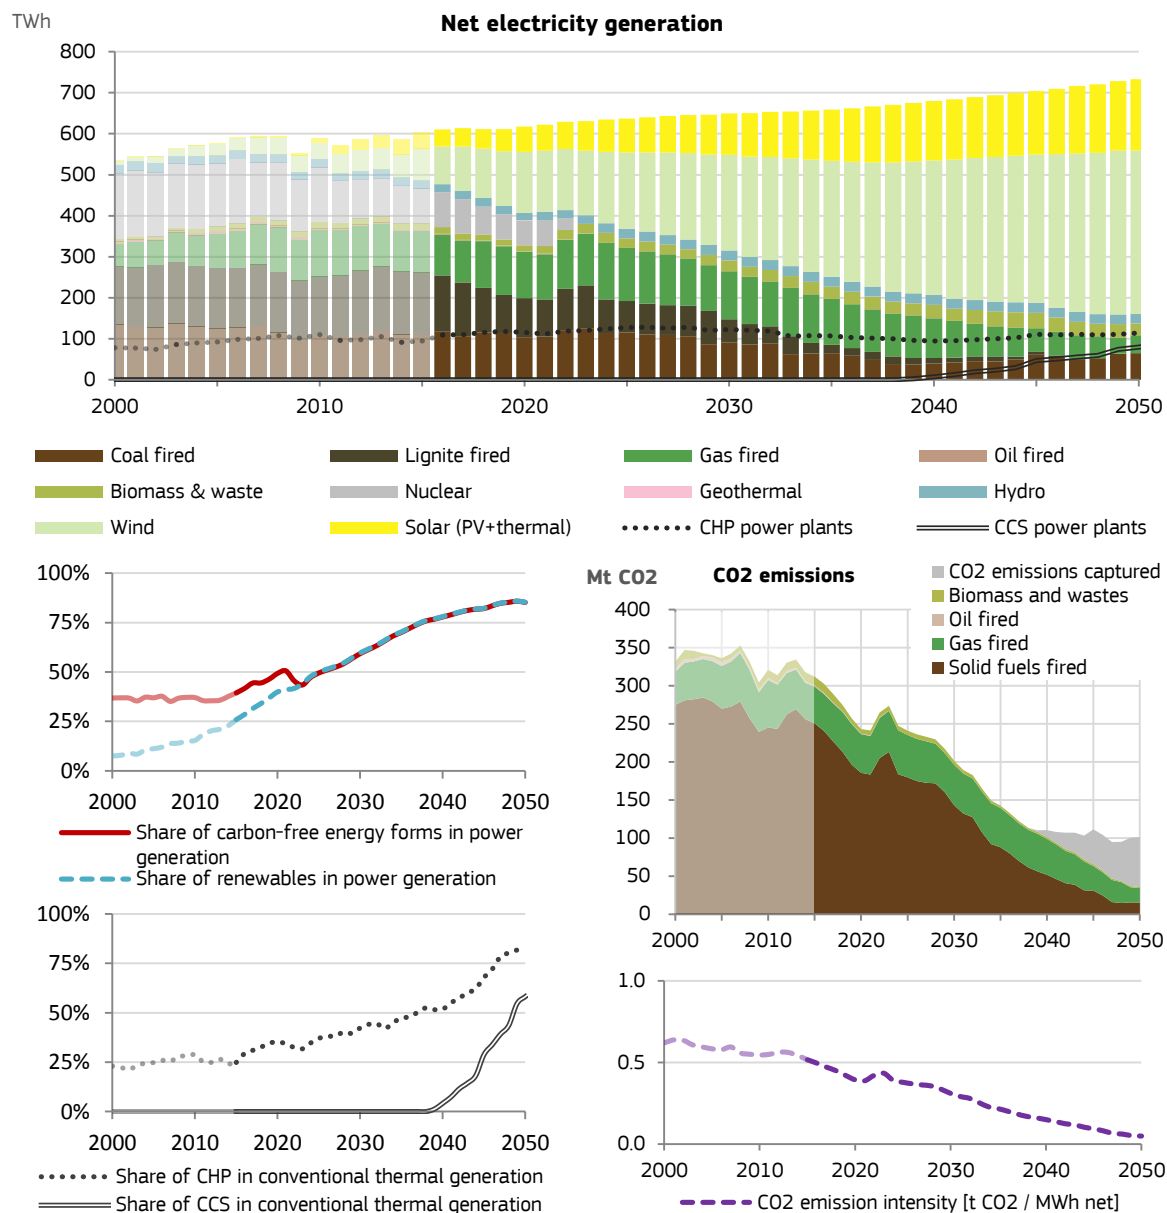 TWh
Net electricity generation
800
700
600
500
400
300
200
100
0
2000 2010 2020 2030 2040 2050
Coal fired Lignite fired Gas fired Oil fired
Biomass & waste Nuclear Geothermal Hydro
Wind Solar (PV+thermal) CHP power plants CCS power plants
100%
75%
50%
25%
0%
2000 2010 2020 2030 2040 2050
Share of carbon-free energy forms in power
generation
Share of renewables in power generation
Mt CO2 CO2 emissions
CO2 emissions captured
Biomass and wastes
Oil fired
Gas fired
Solid fuels fired
400
350
300
250
200
150
100
50
0
2000 2010 2020 2030 2040 2050
100%
75%
50%
25%
0%
2000 2010 2020 2030 2040 2050
Share of CHP in conventional thermal generation
Share of CCS in conventional thermal generation
1.0
0.5
0.0
2000 2010 2020 2030 2040 2050
CO2 emission intensity [t CO2 / MWh net]